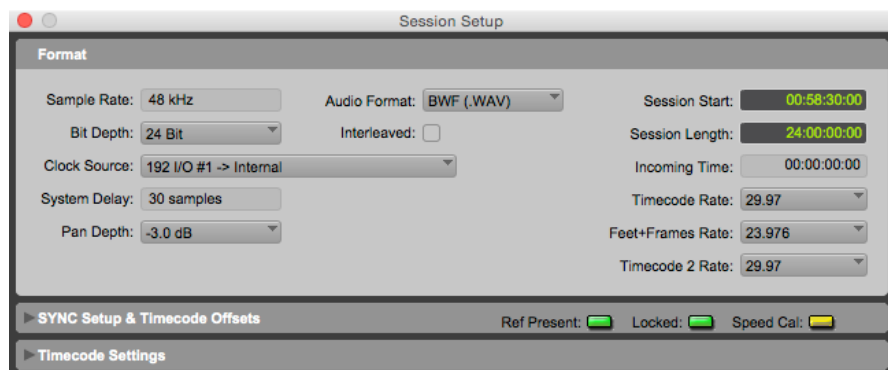 Session Setup
Format
Sample Rate: 48 kHz
Bit Depth: 24 Bit
Clock Source: 192 I/O #1 -> Internal
System Delay: 30 samples
Pan Depth: -3.0 dB
Audio Format: BWF (.WAV)
Interleaved:
Session Start: 00:58:30:00
Session Length: 24:00:00:00
Incoming Time: 00:00:00:00
Timecode Rate: 29.97
Feet+Frames Rate: 23.976
Timecode 2 Rate: 29.97
SYNC Setup & Timecode Offsets
Ref Present: Locked: Speed Cal:
Timecode Settings